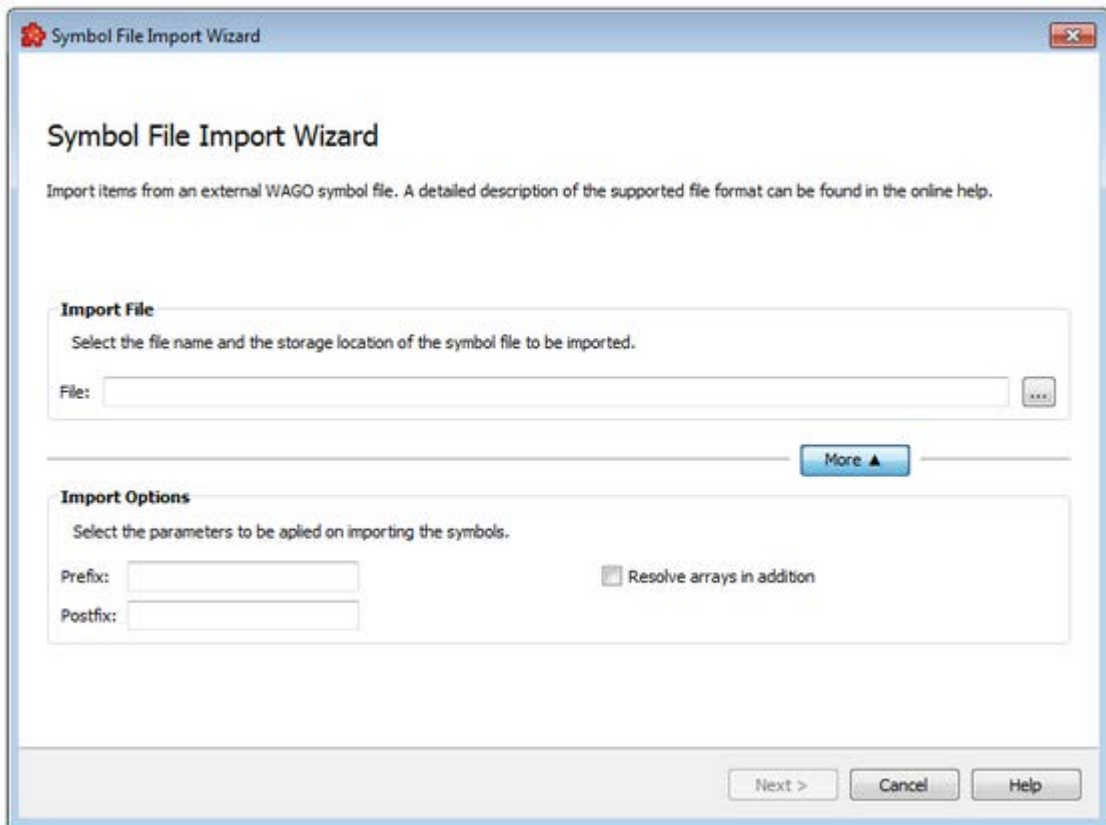 Symbol File Import Wizard
Symbol File Import Wizard
Import items from an external WAGO symbol file. A detailed description of the supported file format can be found in the online help.
Import File
Select the file name and the storage location of the symbol file to be imported.
File:
...
More ▲
Import Options
Select the parameters to be aplied on importing the symbols.
Prefix:
Resolve arrays in addition
Postfix:
Next >
Cancel
Help